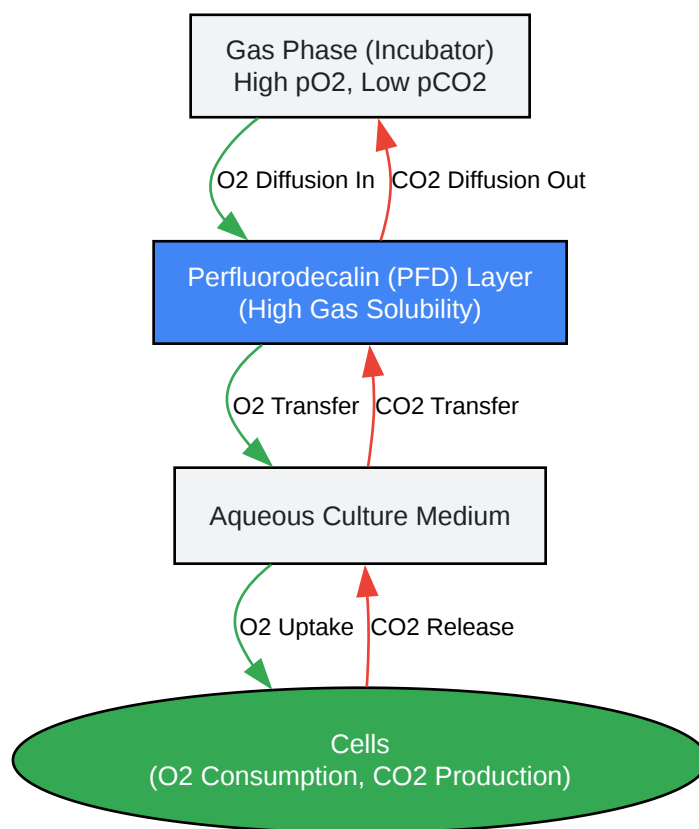 Gas Phase (Incubator)
High pO2, Low pCO2
O2 Diffusion In
CO2 Diffusion Out
Perfluorodecalin (PFD) Layer
(High Gas Solubility)
O2 Transfer
CO2 Transfer
Aqueous Culture Medium
O2 Uptake
CO2 Release
Cells
(O2 Consumption, CO2 Production)